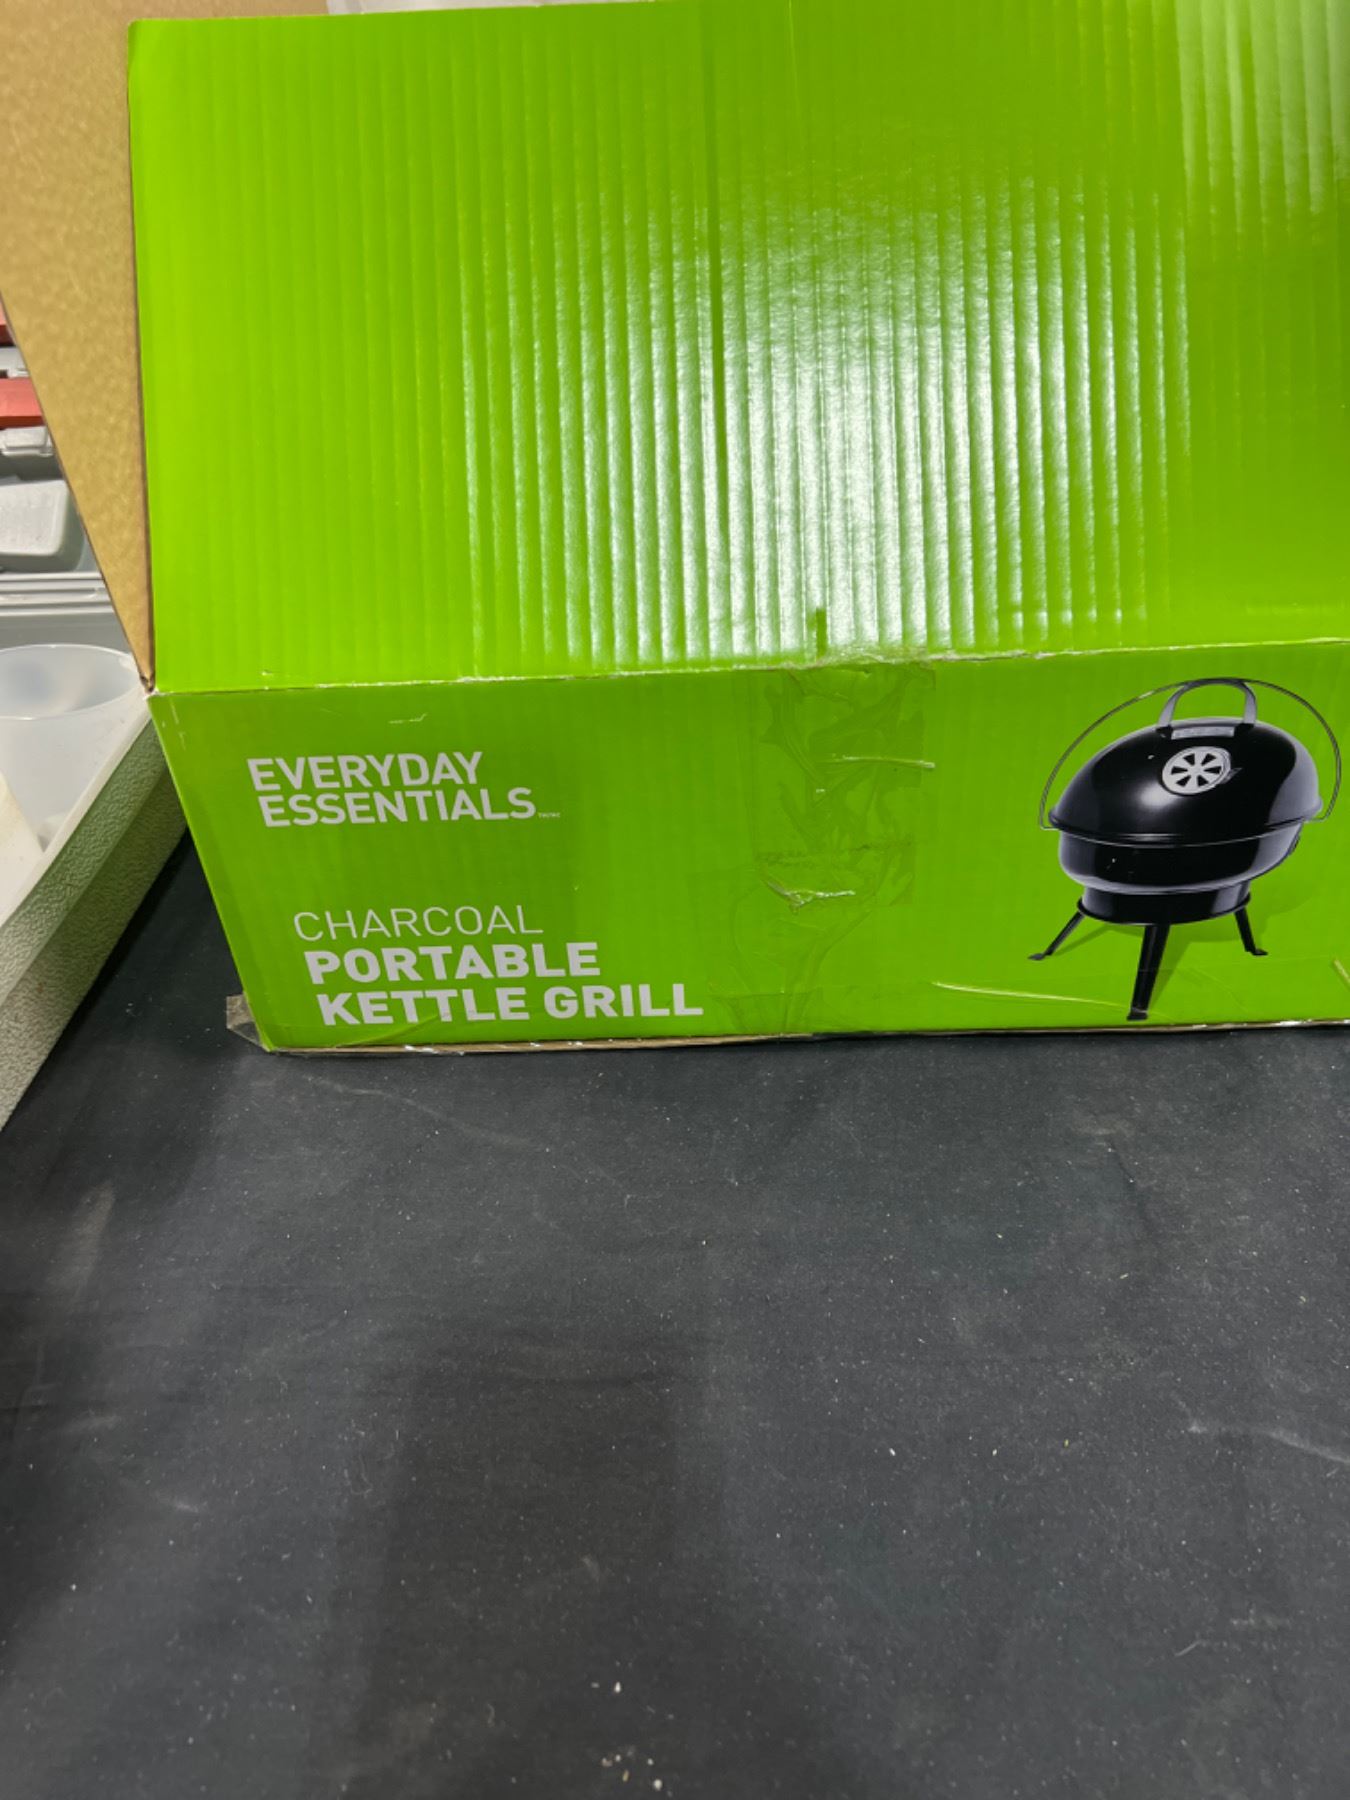 EVERYDAY
ESSENTIALS
CHARCOAL
PORTABLE
KETTLE GRILL